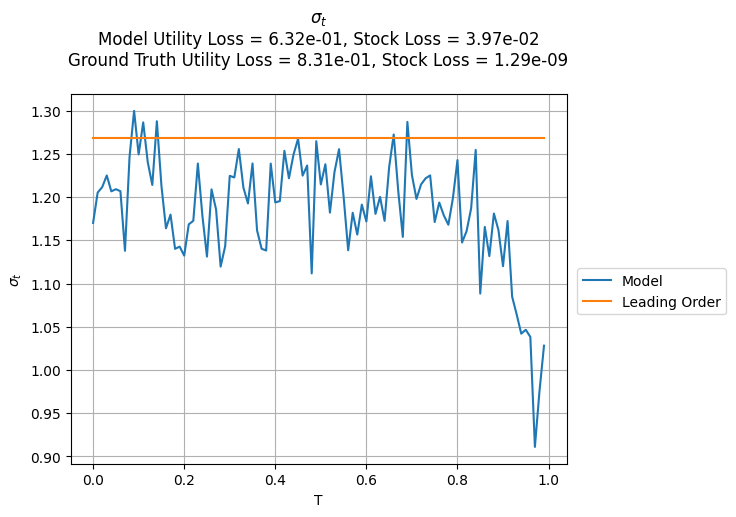 σₜ
Model Utility Loss = 6.32e-01, Stock Loss = 3.97e-02
Ground Truth Utility Loss = 8.31e-01, Stock Loss = 1.29e-09
1.30
1.25
1.20
1.15
1.10
1.05
1.00
0.95
0.90
σₜ
0.0 0.2 0.4 0.6 0.8 1.0
T
Model
Leading Order